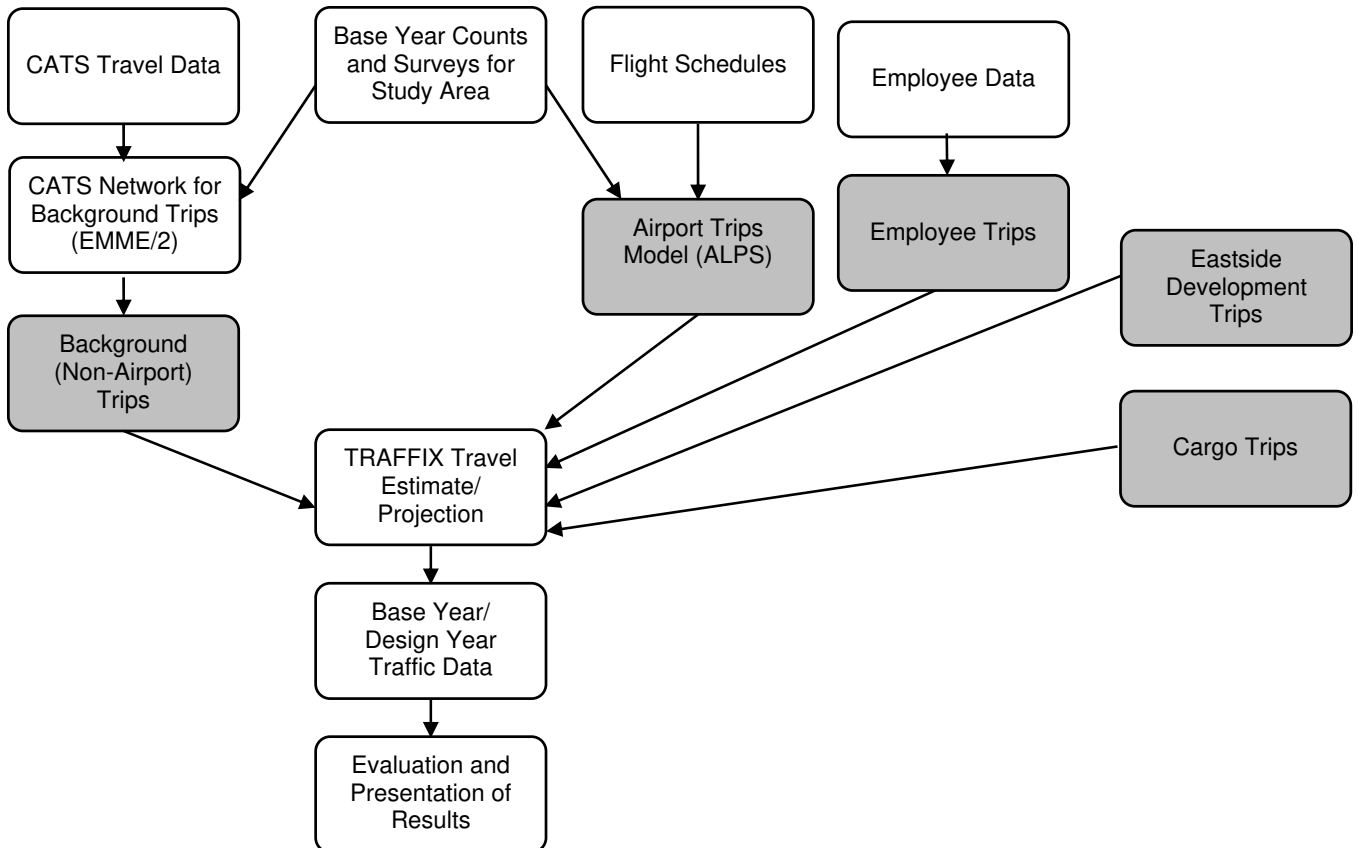 CATS Travel Data
Base Year Counts
and Surveys for
Study Area
Flight Schedules
Employee Data
CATS Network for
Background Trips
(EMME/2)
Airport Trips
Model (ALPS)
Employee Trips
Eastside
Development
Trips
Background
(Non-Airport)
Trips
Cargo Trips
TRAFFIX Travel
Estimate/
Projection
Base Year/
Design Year
Traffic Data
Evaluation and
Presentation of
Results